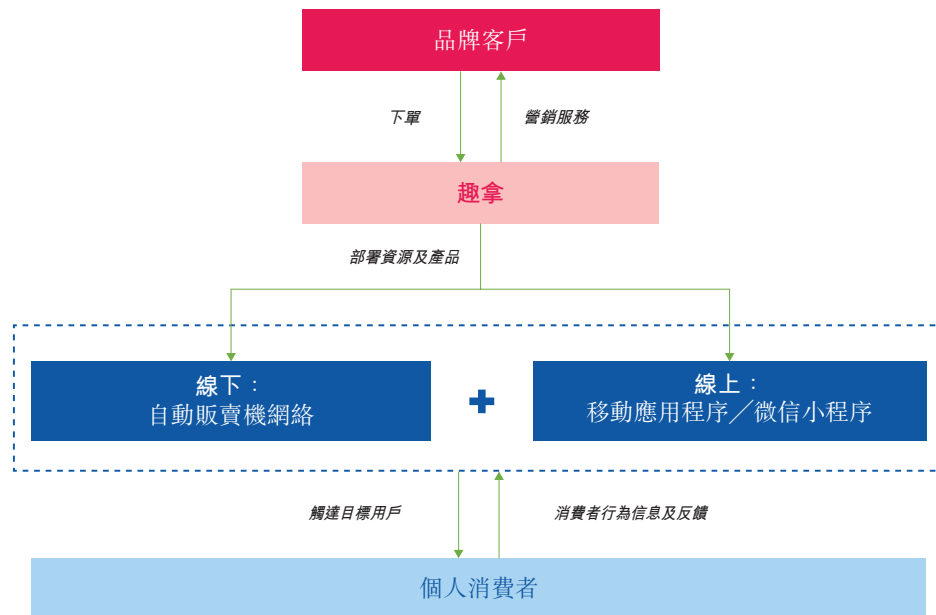 品牌客戶
下單
營銷服務
趣拿
部署資源及產品
線下：
自動販賣機網絡
線上：
移動應用程序／微信小程序
觸達目標用戶
消費者行為信息及反饋
個人消費者